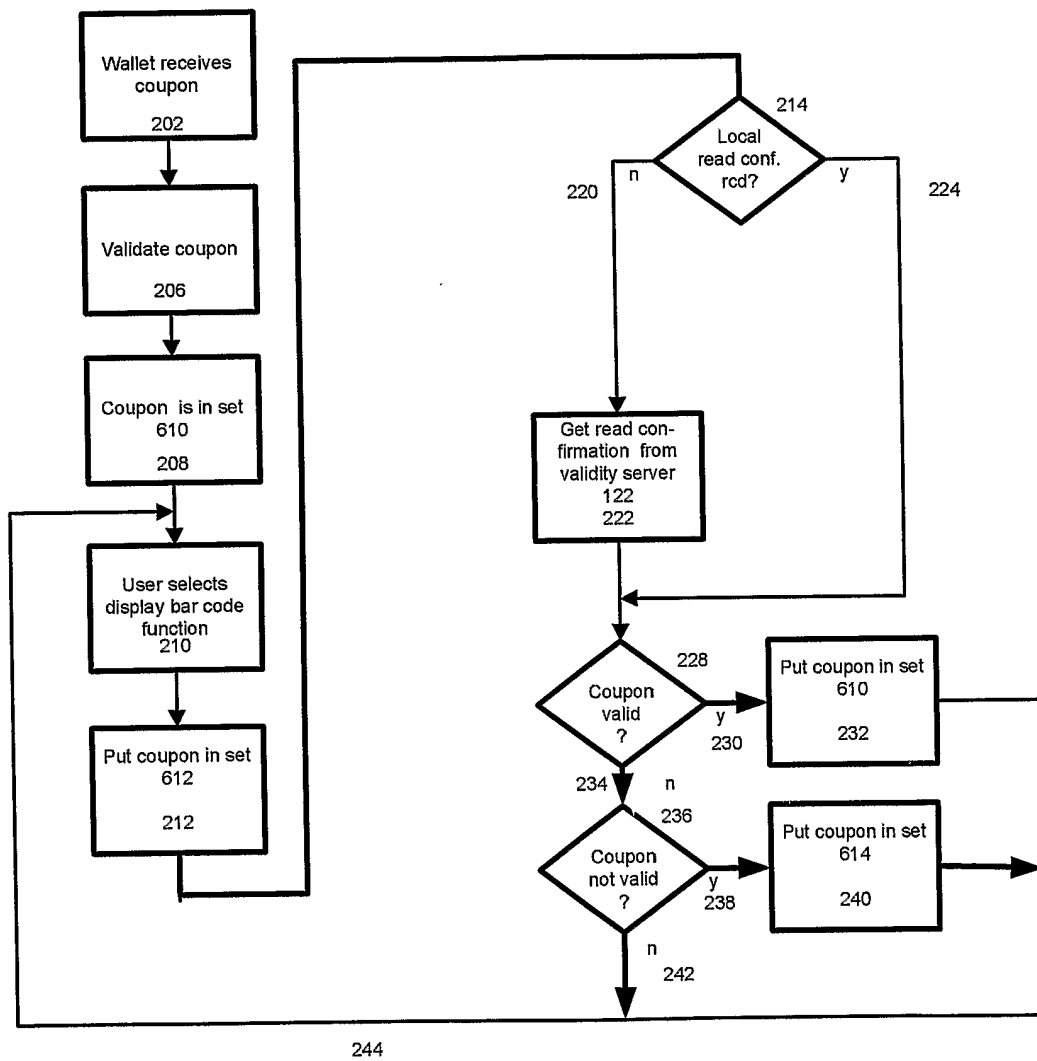 Wallet receives
coupon
202
Validate coupon
206
Coupon is in set
610
208
User selects
display bar code
function
210
Put coupon in set
612
212
214
Local
read conf.
rcd?
n
y
220
224
Get read con-
firmation from
validity server
122
222
228
Coupon
valid
?
y
230
Put coupon in set
610
232
234
n
236
Coupon
not valid
?
y
238
Put coupon in set
614
240
n
242
244